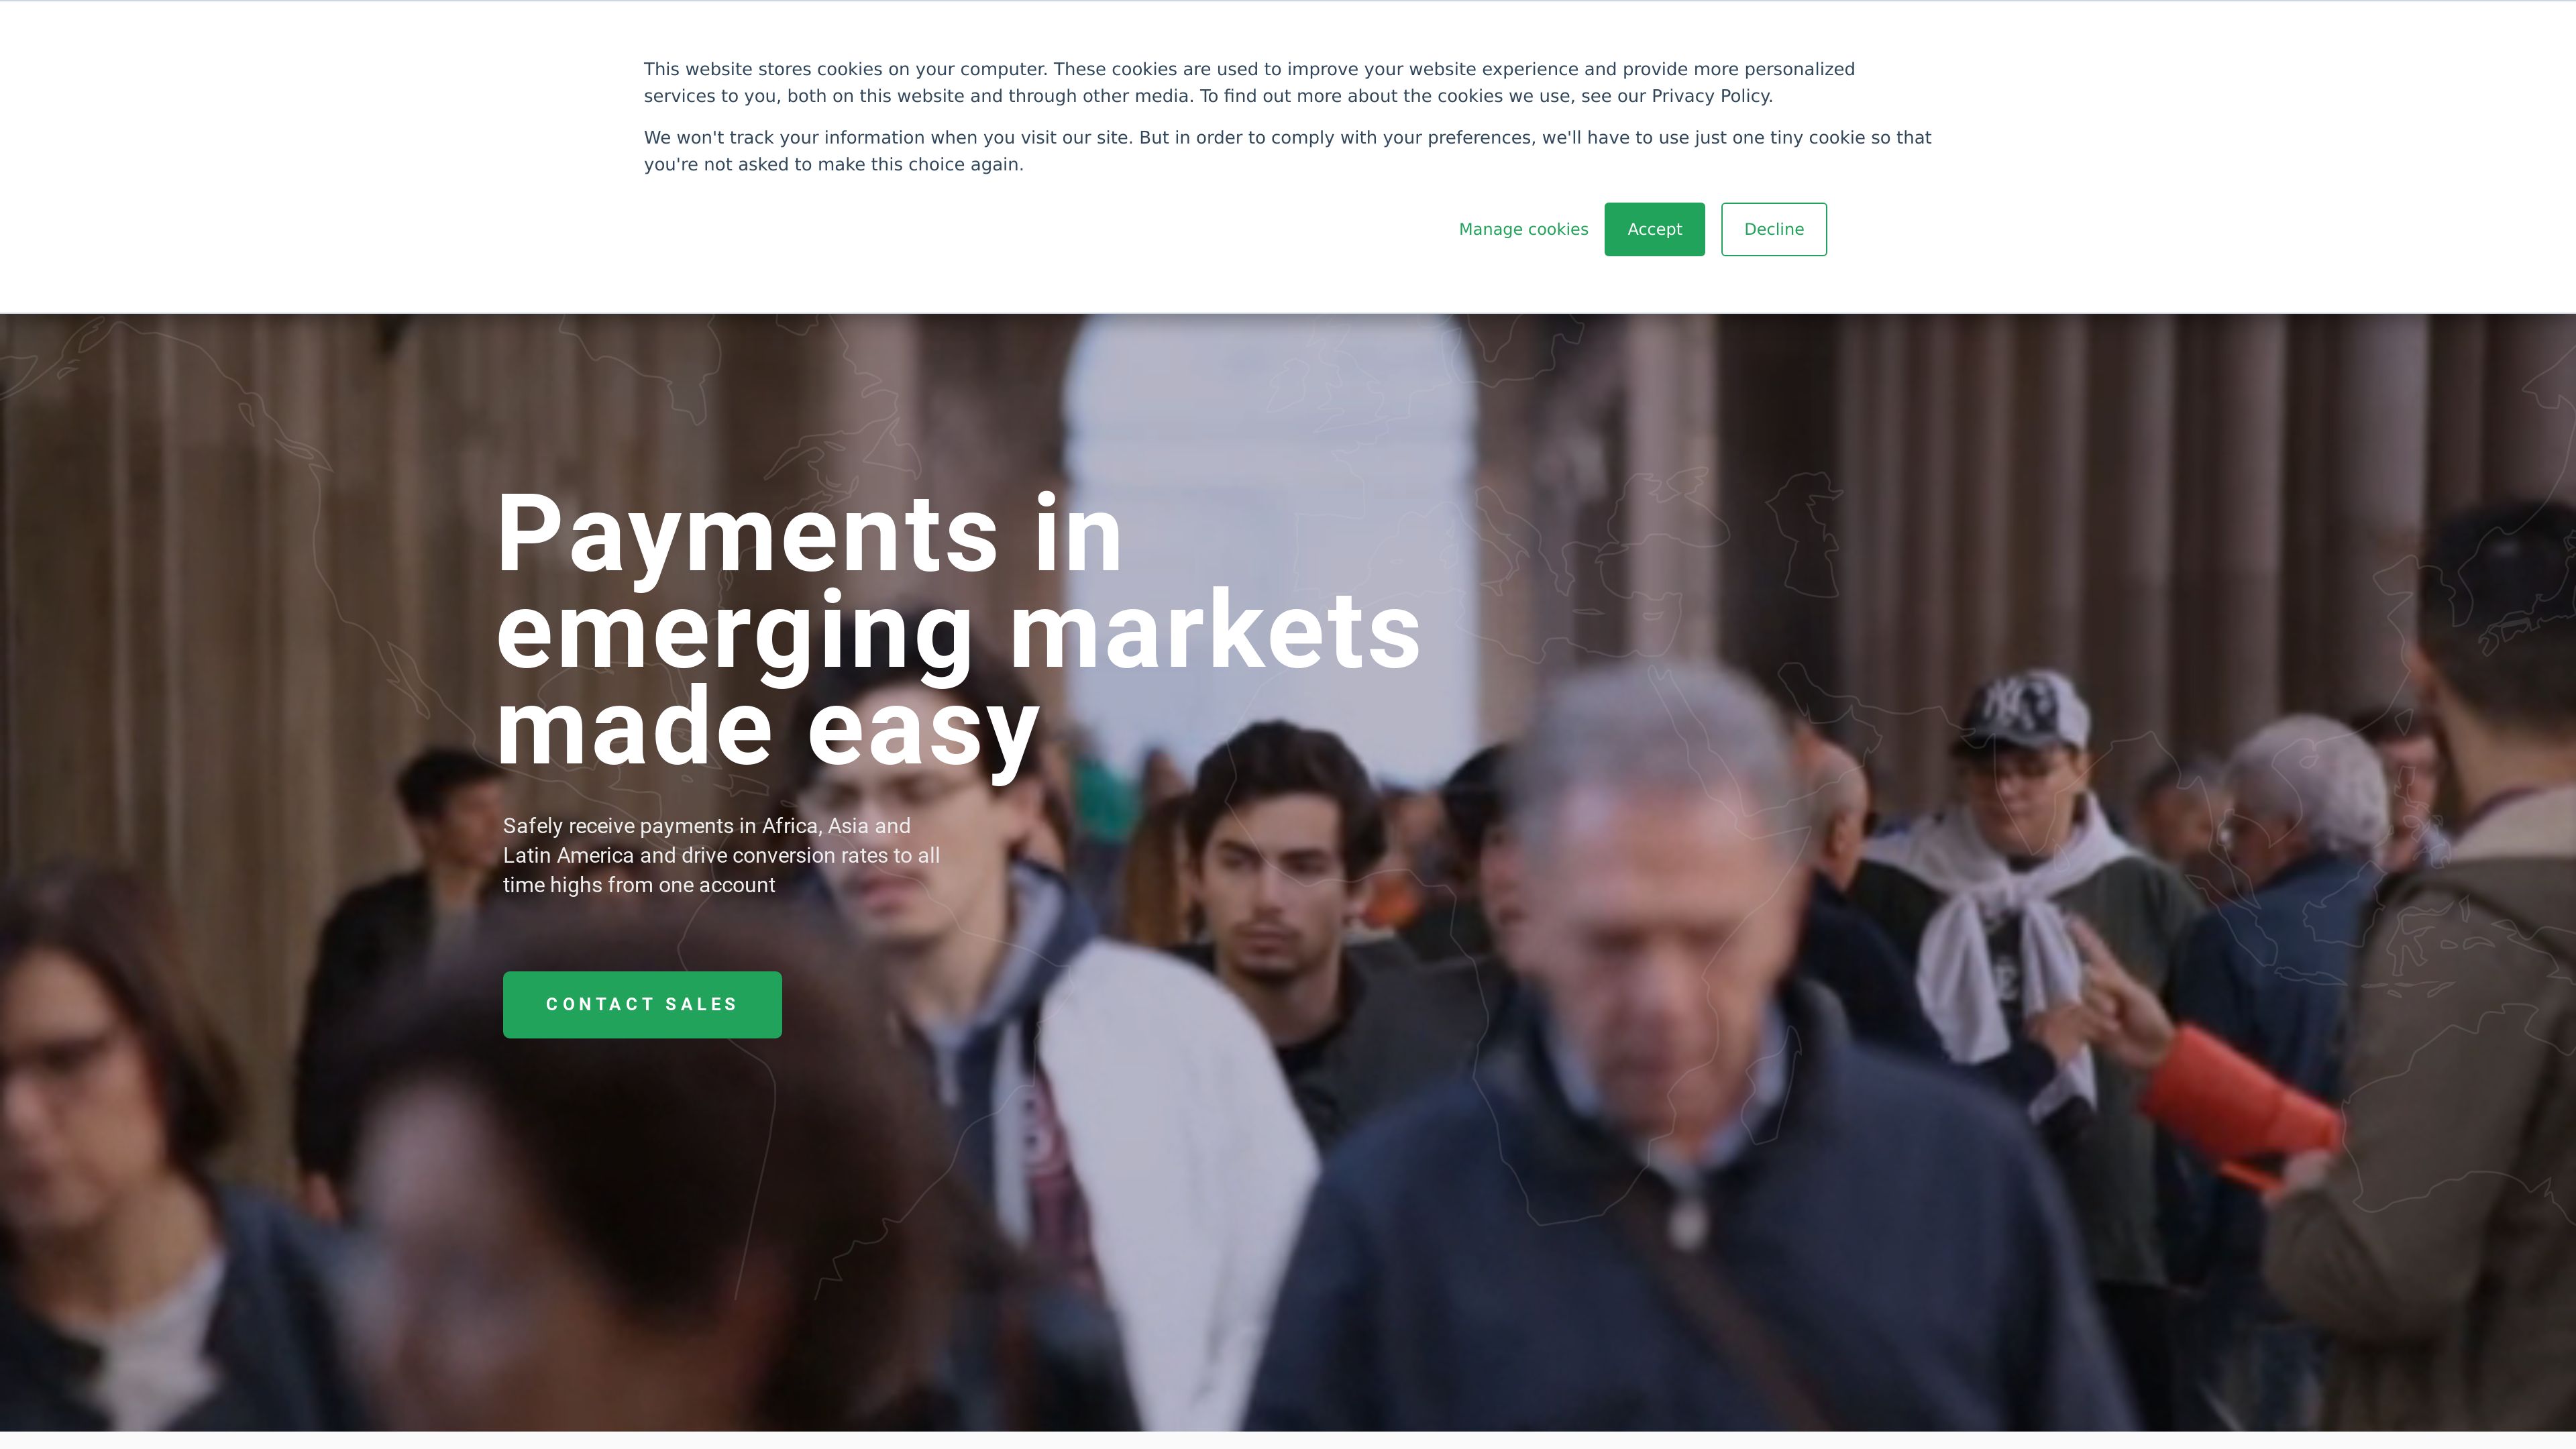 This website stores cookies on your computer. These cookies are used to improve your website experience and provide more personalized
services to you, both on this website and through other media. To find out more about the cookies we use, see our Privacy Policy.
We won't track your information when you visit our site. But in order to comply with your preferences, we'll have to use just one tiny cookie so that
you're not asked to make this choice again.
Manage cookies Accept Decline
Payments in
emerging markets
made easy
Safely receive payments in Africa, Asia and
Latin America and drive conversion rates to all
time highs from one account
CONTACT SALES